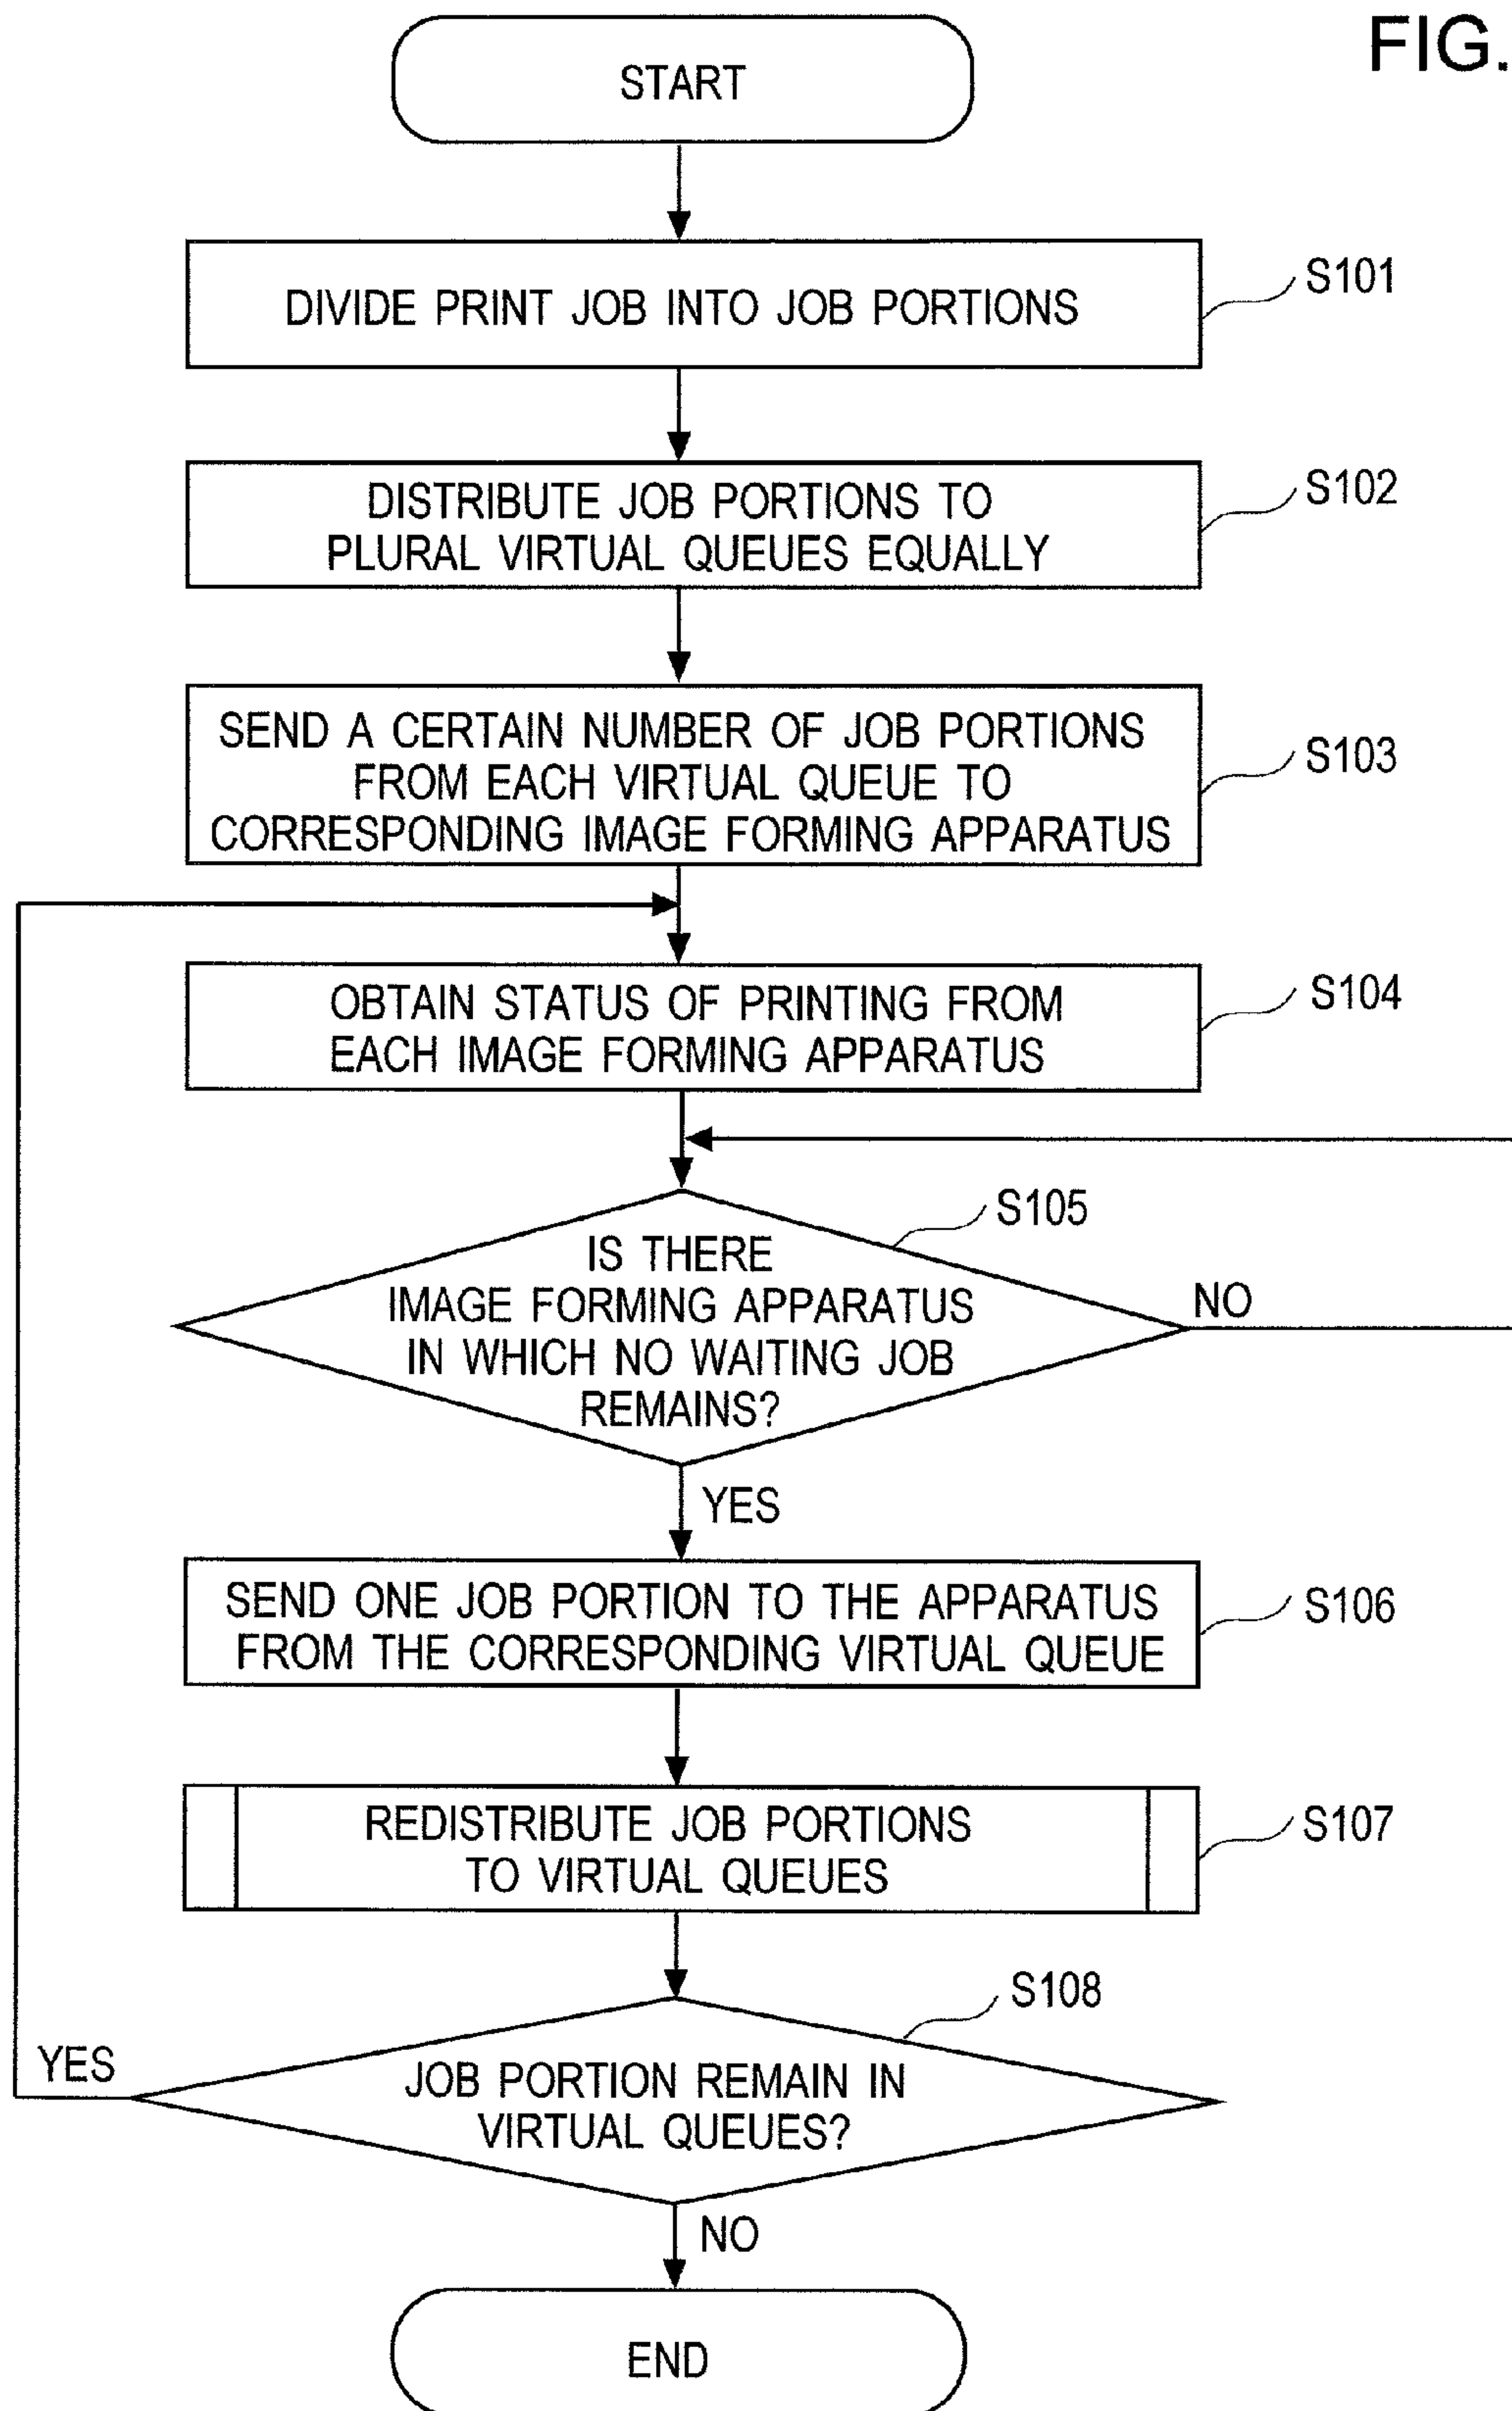 FIG.
START
DIVIDE PRINT JOB INTO JOB PORTIONS
S101
DISTRIBUTE JOB PORTIONS TO
PLURAL VIRTUAL QUEUES EQUALLY
S102
SEND A CERTAIN NUMBER OF JOB PORTIONS
FROM EACH VIRTUAL QUEUE TO
CORRESPONDING IMAGE FORMING APPARATUS
S103
OBTAIN STATUS OF PRINTING FROM
EACH IMAGE FORMING APPARATUS
S104
S105
IS THERE
IMAGE FORMING APPARATUS
IN WHICH NO WAITING JOB
REMAINS?
NO
YES
SEND ONE JOB PORTION TO THE APPARATUS
FROM THE CORRESPONDING VIRTUAL QUEUE
S106
REDISTRIBUTE JOB PORTIONS
TO VIRTUAL QUEUES
S107
S108
YES
JOB PORTION REMAIN IN
VIRTUAL QUEUES?
NO
END